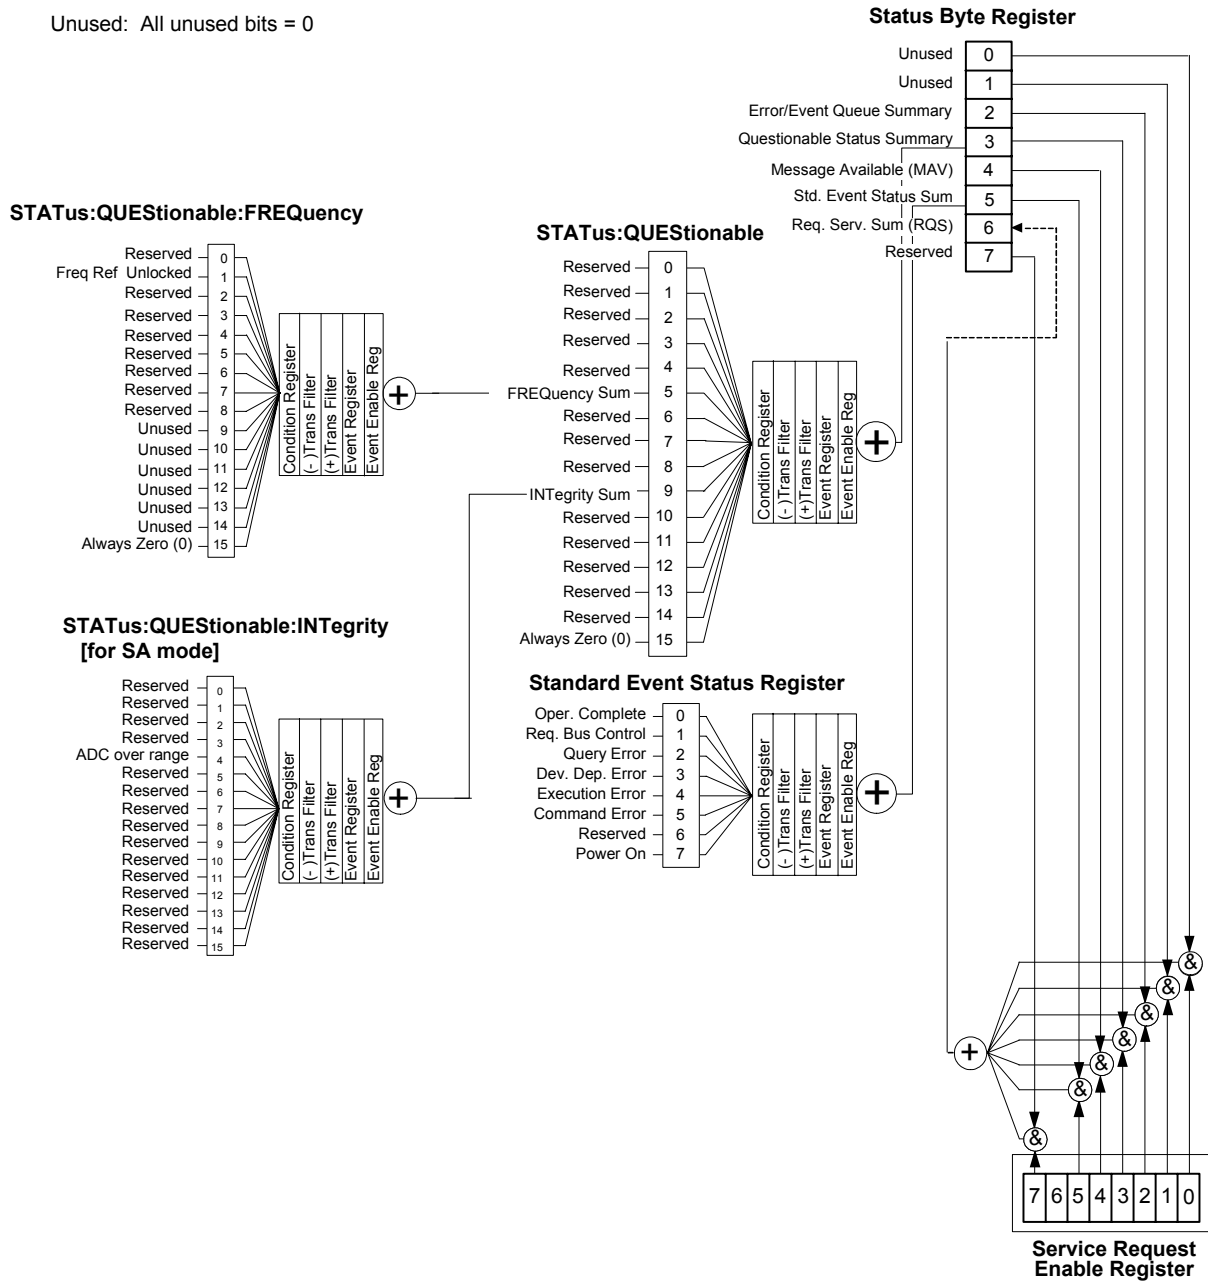 Unused: All unused bits = 0
Status Byte Register
Unused 0
Unused 1
Error/Event Queue Summary 2
Questionable Status Summary 3
Message Available (MAV) 4
Std. Event Status Sum 5
Req. Serv. Sum (RQS) 6
Reserved 7
STATus:QUEStionable:FREQuency
Reserved 0
Freq Ref Unlocked 1
Reserved 2
Reserved 3
Reserved 4
Reserved 5
Reserved 6
Reserved 7
Reserved 8
Unused 9
Unused 10
Unused 11
Unused 12
Unused 13
Unused 14
Always Zero (0) 15
Condition Register
(- )Trans Filter
(+)Trans Filter
Event Register
Event Enable Reg
+
STATus:QUEStionable
Reserved 0
Reserved 1
Reserved 2
Reserved 3
Reserved 4
FREQuency Sum 5
Reserved 6
Reserved 7
Reserved 8
INTegrity Sum 9
Reserved 10
Reserved 11
Reserved 12
Reserved 13
Reserved 14
Always Zero (0) 15
Condition Register
(- )Trans Filter
(+)Trans Filter
Event Register
Event Enable Reg
+
STATus:QUEStionable:INTegrity
[for SA mode]
Reserved 0
Reserved 1
Reserved 2
Reserved 3
ADC over range 4
Reserved 5
Reserved 6
Reserved 7
Reserved 8
Reserved 9
Reserved 10
Reserved 11
Reserved 12
Reserved 13
Reserved 14
Reserved 15
Condition Register
(- )Trans Filter
(+)Trans Filter
Event Register
Event Enable Reg
+
Standard Event Status Register
Oper. Complete 0
Req. Bus Control 1
Query Error 2
Dev. Dep. Error 3
Execution Error 4
Command Error 5
Reserved 6
Power On 7
Condition Register
(- )Trans Filter
(+)Trans Filter
Event Register
Event Enable Reg
+
&
&
&
&
+
&
&
&
7 6 5 4 3 2 1 0
Service Request
Enable Register